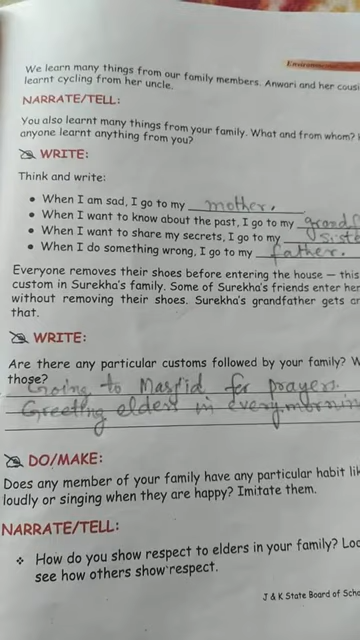 Environmental
We learn many things from our family members. Anwari and her cousi
learnt cycling from her uncle.
NARRATE/TELL:
You also learnt many things from your family. What and from whom?
anyone learnt anything from you?
WRITE:
Think and write:
• When I am sad, I go to my mother.
• When I want to know about the past, I go to my grandf
• When I want to share my secrets, I go to my siste
• When I do something wrong, I go to my father.
Everyone removes their shoes before entering the house – this
custom in Surekha's family. Some of Surekha's friends enter her
without removing their shoes. Surekha's grandfather gets an
that.
WRITE:
Are there any particular customs followed by your family? W
those?
Going to Masjid for prayers.
Greeting elders in every mornin
DO/MAKE:
Does any member of your family have any particular habit lik
loudly or singing when they are happy? Imitate them.
NARRATE/TELL:
❖ How do you show respect to elders in your family? Loo
see how others show respect.
J & K State Board of Scho